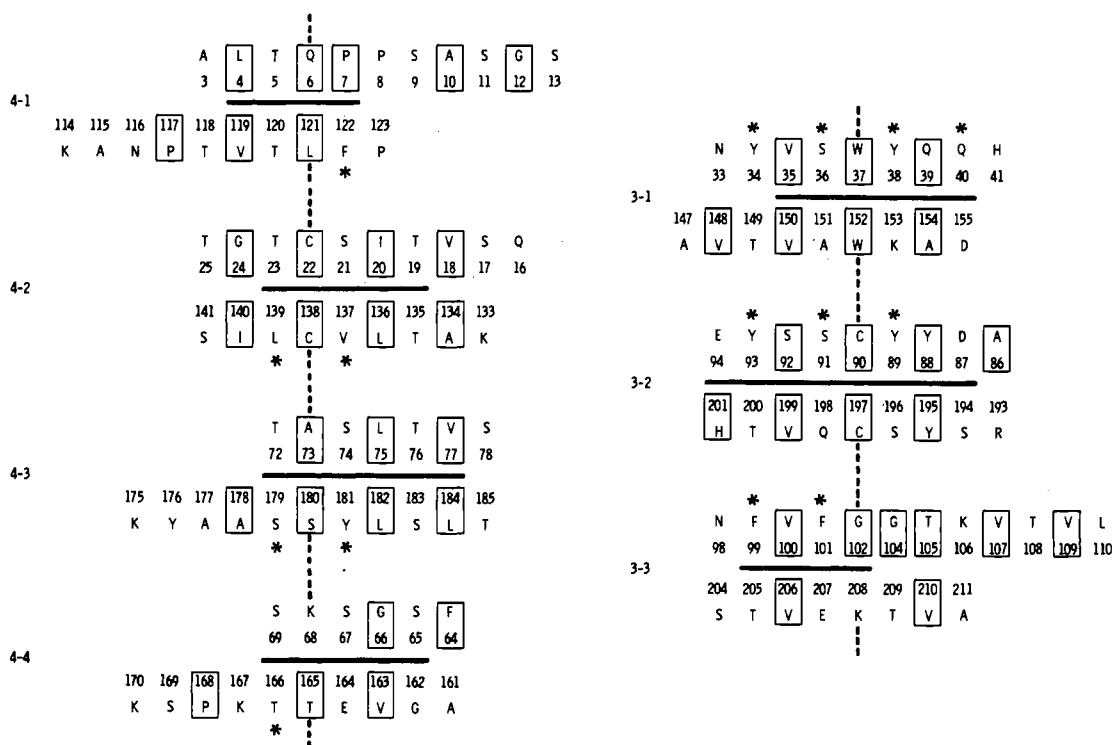 A L T Q P P S A S G S
3 4 5 6 7 8 9 10 11 12 13
4-1
114 115 116 117 118 119 120 121 122 123
K A N P T V T L F P
*
T G T C S I T V S Q
25 24 23 22 21 20 19 18 17 16
4-2
141 140 139 138 137 136 135 134 133
S I L C V L T A K
* *
T A S L T V S
72 73 74 75 76 77 78
4-3
175 176 177 178 179 180 181 182 183 184 185
K Y A A S S Y L S L T
* *
S K S G S F
69 68 67 66 65 64
4-4
170 169 168 167 166 165 164 163 162 161
K S P K T T E V G A
*
* * * *
N Y V S W Y Q Q H
33 34 35 36 37 38 39 40 41
3-1
147 148 149 150 151 152 153 154 155
A V T V A W K A D
* * *
E Y S S C Y Y D A
94 93 92 91 90 89 88 87 86
3-2
201 200 199 198 197 196 195 194 193
H T V Q C S Y S R
* *
N F V F G G T K V T V L
98 99 100 101 102 104 105 106 107 108 109 110
3-3
204 205 206 207 208 209 210 211
S T V E K T V A